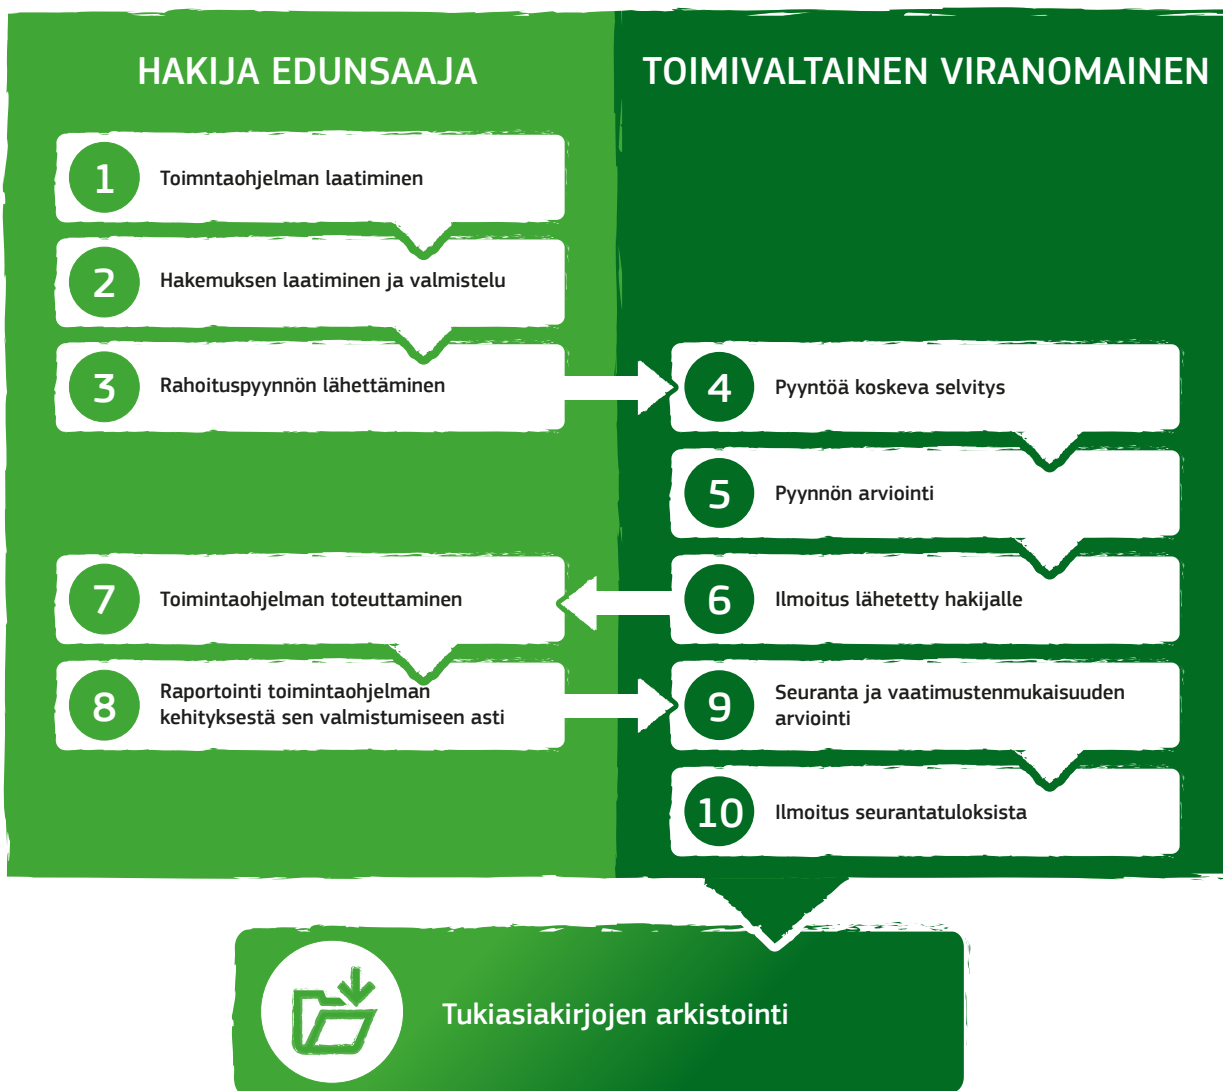 HAKIJA EDUNSAAJA
TOIMIVALTAINEN VIRANOMAINEN
1
Toimntaohjelman laatiminen
2
Hakemuksen laatiminen ja valmistelu
3
Rahoituspyynnön lähettäminen
4
Pyyntöä koskeva selvitys
5
Pyynnön arviointi
6
Ilmoitus lähetetty hakijalle
7
Toimintaohjelman toteuttaminen
8
Raportointi toimintaohjelman
kehityksestä sen valmistumiseen asti
9
Seuranta ja vaatimustenmukaisuuden
arviointi
10
Ilmoitus seurantatuloksista
Tukiasiakirjojen arkistointi